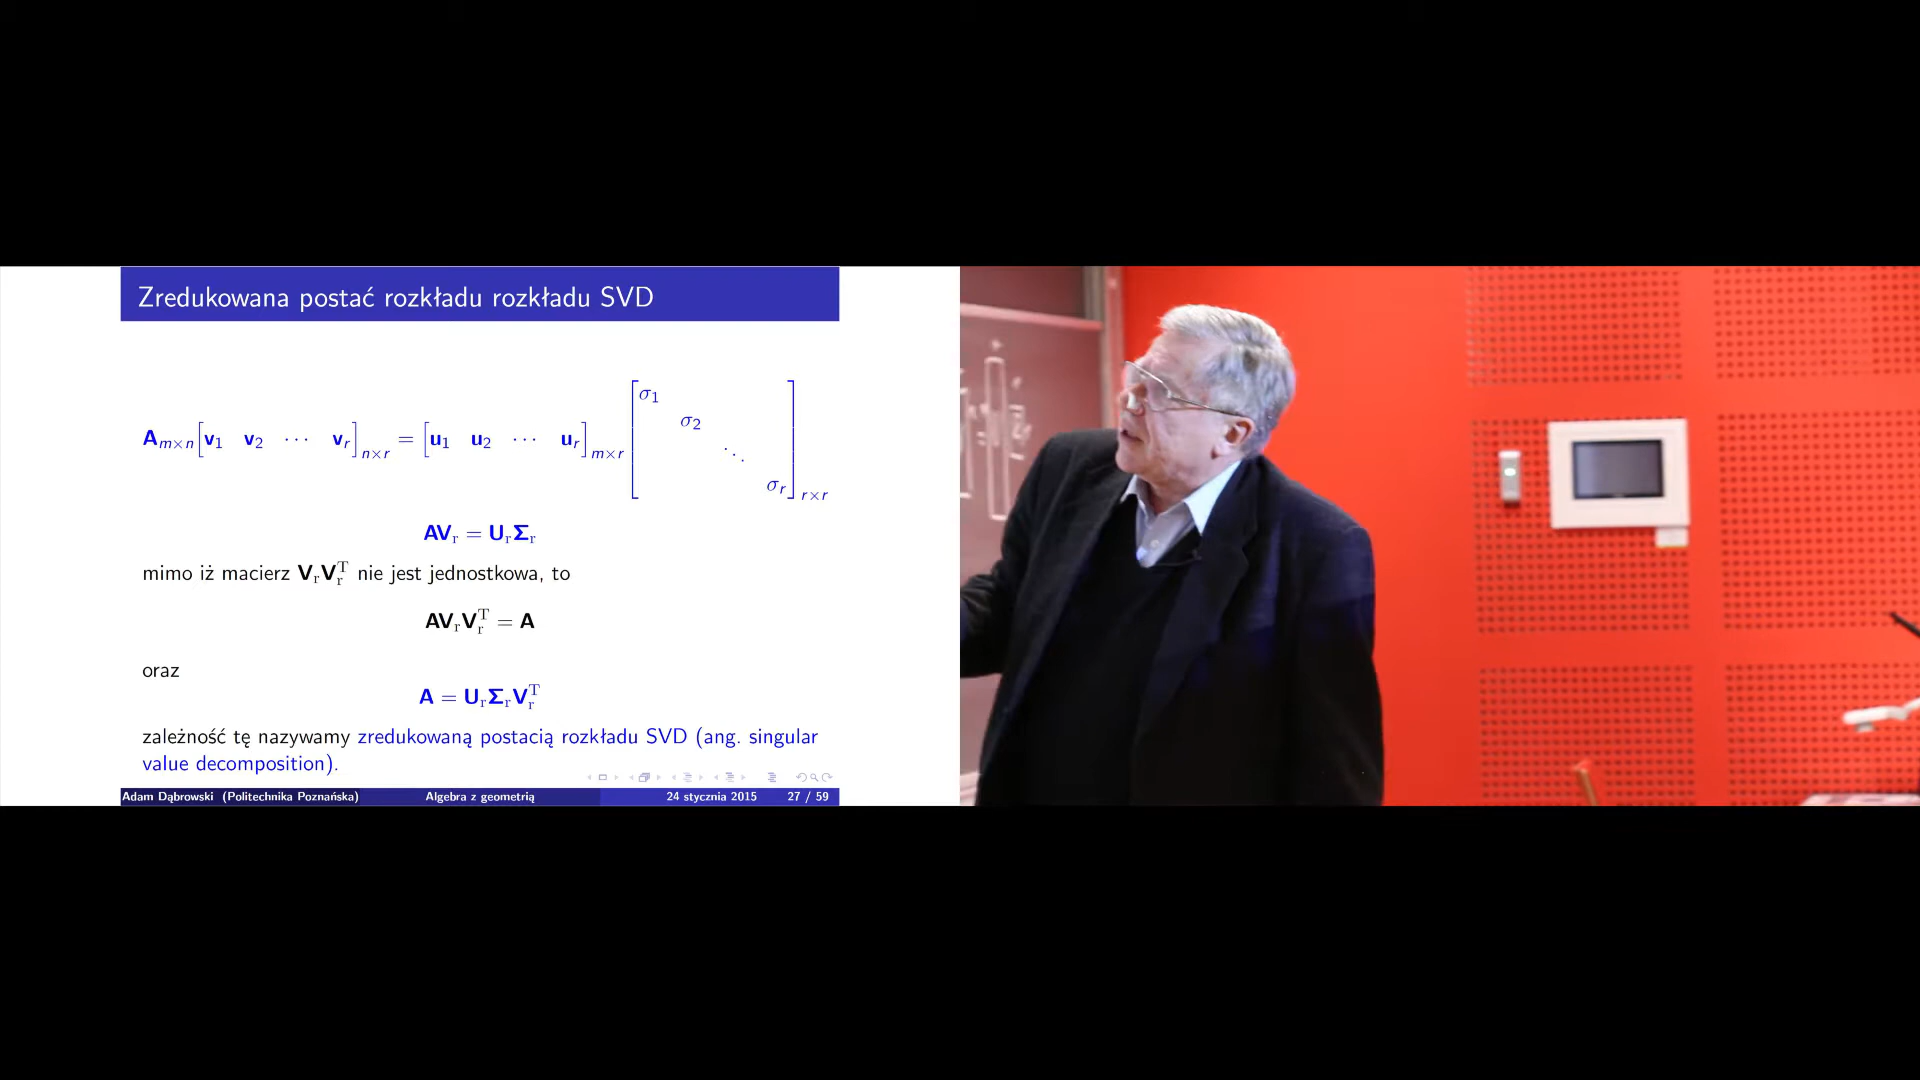 Zredukowana postać rozkładu rozkładu SVD
A_{m×n} [v_1 v_2 ⋯ v_r]_{n×r} = [u_1 u_2 ⋯ u_r]_{m×r} [σ_1 σ_2 ⋱ σ_r]_{r×r}
AV_r = U_rΣ_r
mimo iż macierz V_rV_r^T nie jest jednostkowa, to
AV_rV_r^T = A
oraz
A = U_rΣ_rV_r^T
zależność tę nazywamy zredukowaną postacią rozkładu SVD (ang. singular
value decomposition).
Adam Dąbrowski (Politechnika Poznańska) Algebra z geometrią 24 stycznia 2015 27 / 59